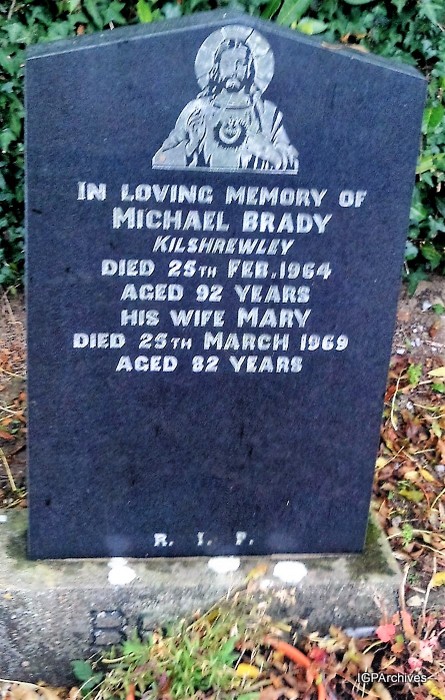 IN LOVING MEMORY OF
MICHAEL BRADY
KILSHREWLEY
DIED 25TH FEB. 1964
AGED 92 YEARS
HIS WIFE MARY
DIED 25TH MARCH 1969
AGED 82 YEARS
R. I. P.
IGPArchives~